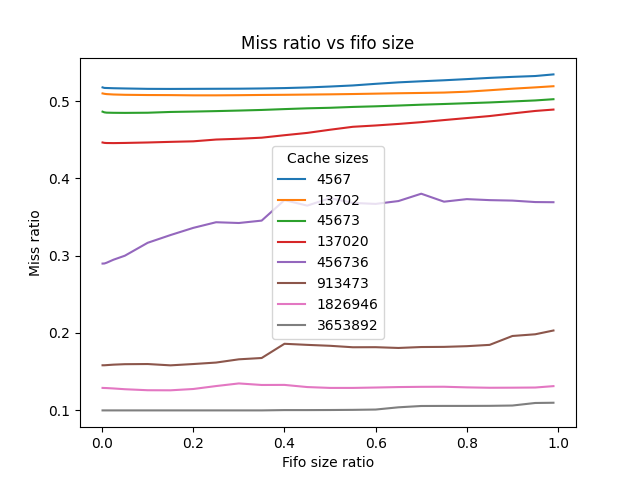 Miss ratio vs fifo size
0.5
0.4
0.3
0.2
0.1
Miss ratio
Cache sizes
4567
13702
45673
137020
456736
913473
1826946
3653892
0.0 0.2 0.4 0.6 0.8 1.0
Fifo size ratio